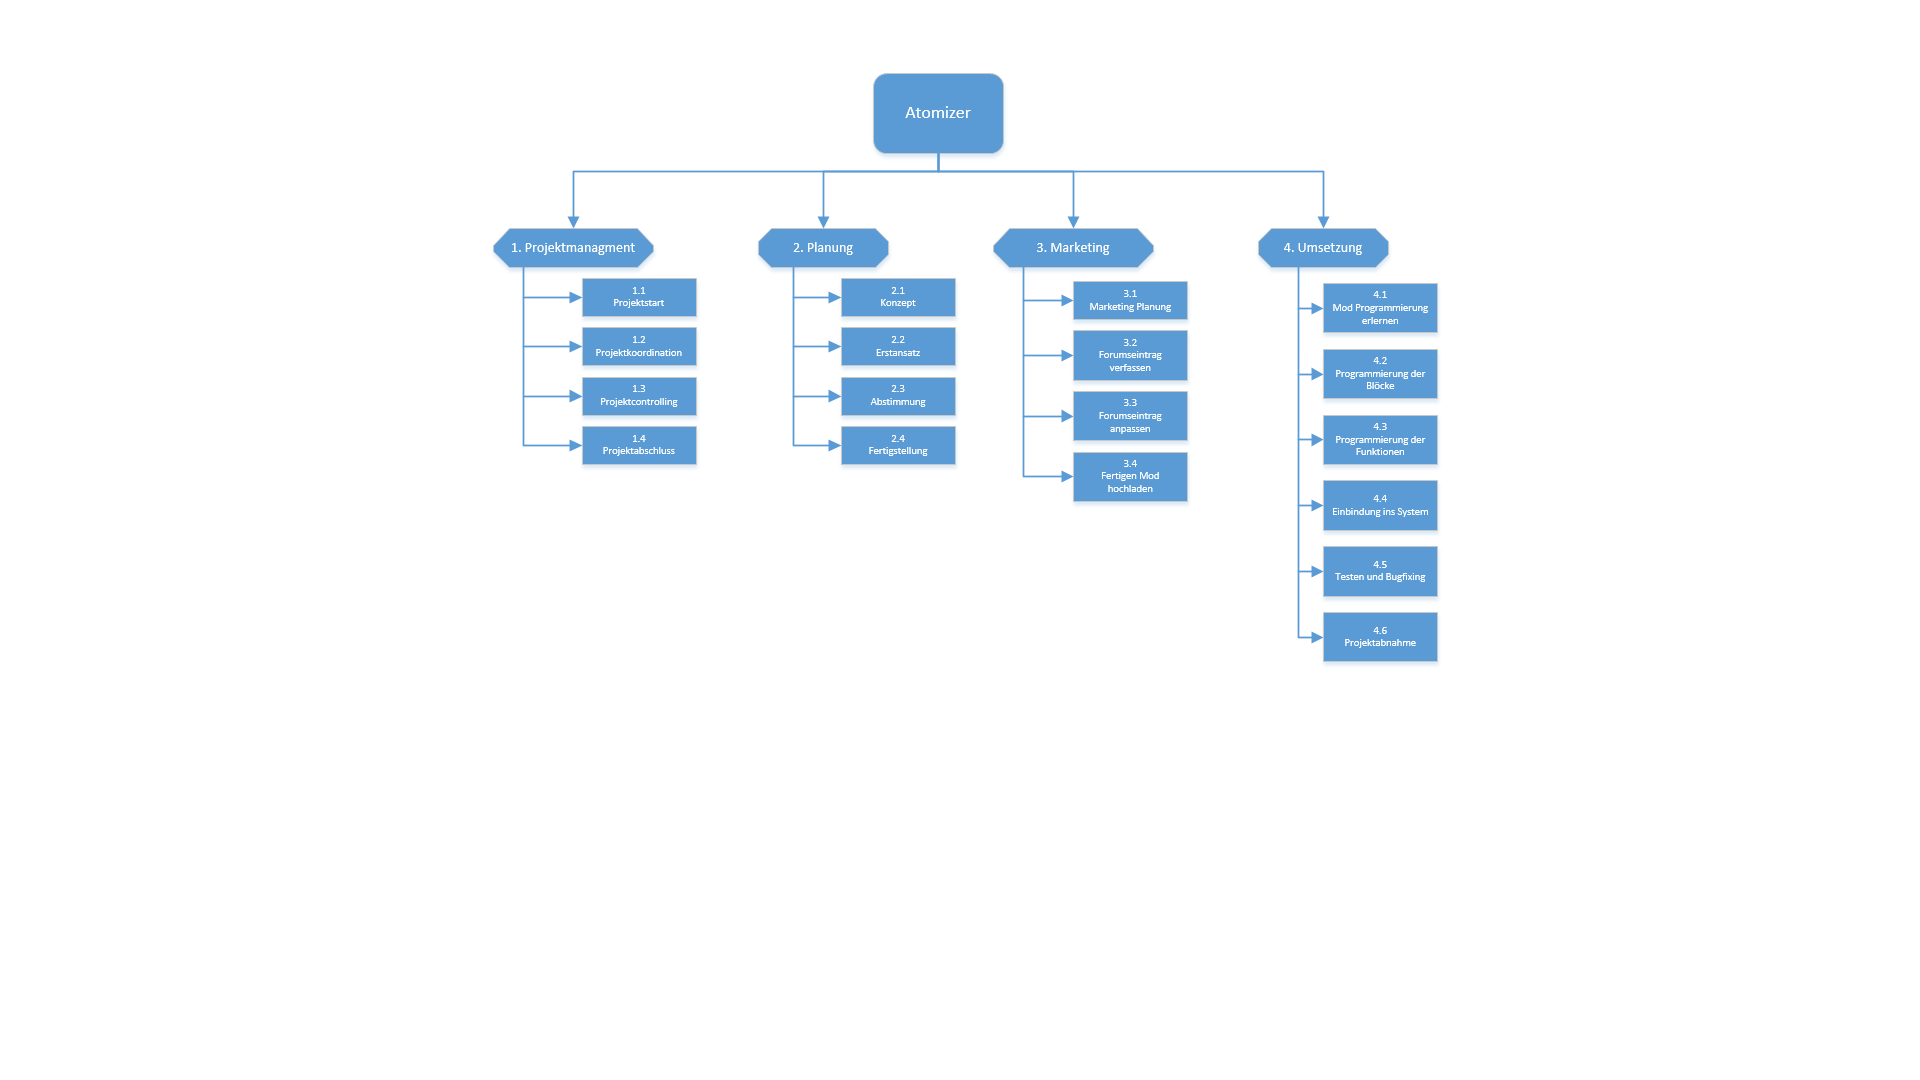 Atomizer
1. Projektmanagment
1.1
Projektstart
1.2
Projektkoordination
1.3
Projektcontrolling
1.4
Projektabschluss
2. Planung
2.1
Konzept
2.2
Erstansatz
2.3
Abstimmung
2.4
Fertigstellung
3. Marketing
3.1
Marketing Planung
3.2
Forumseintrag
verfassen
3.3
Forumseintrag
anpassen
3.4
Fertigen Mod
hochladen
4. Umsetzung
4.1
Mod Programmierung
erlernen
4.2
Programmierung der
Blöcke
4.3
Programmierung der
Funktionen
4.4
Einbindung ins System
4.5
Testen und Bugfixing
4.6
Projektabnahme